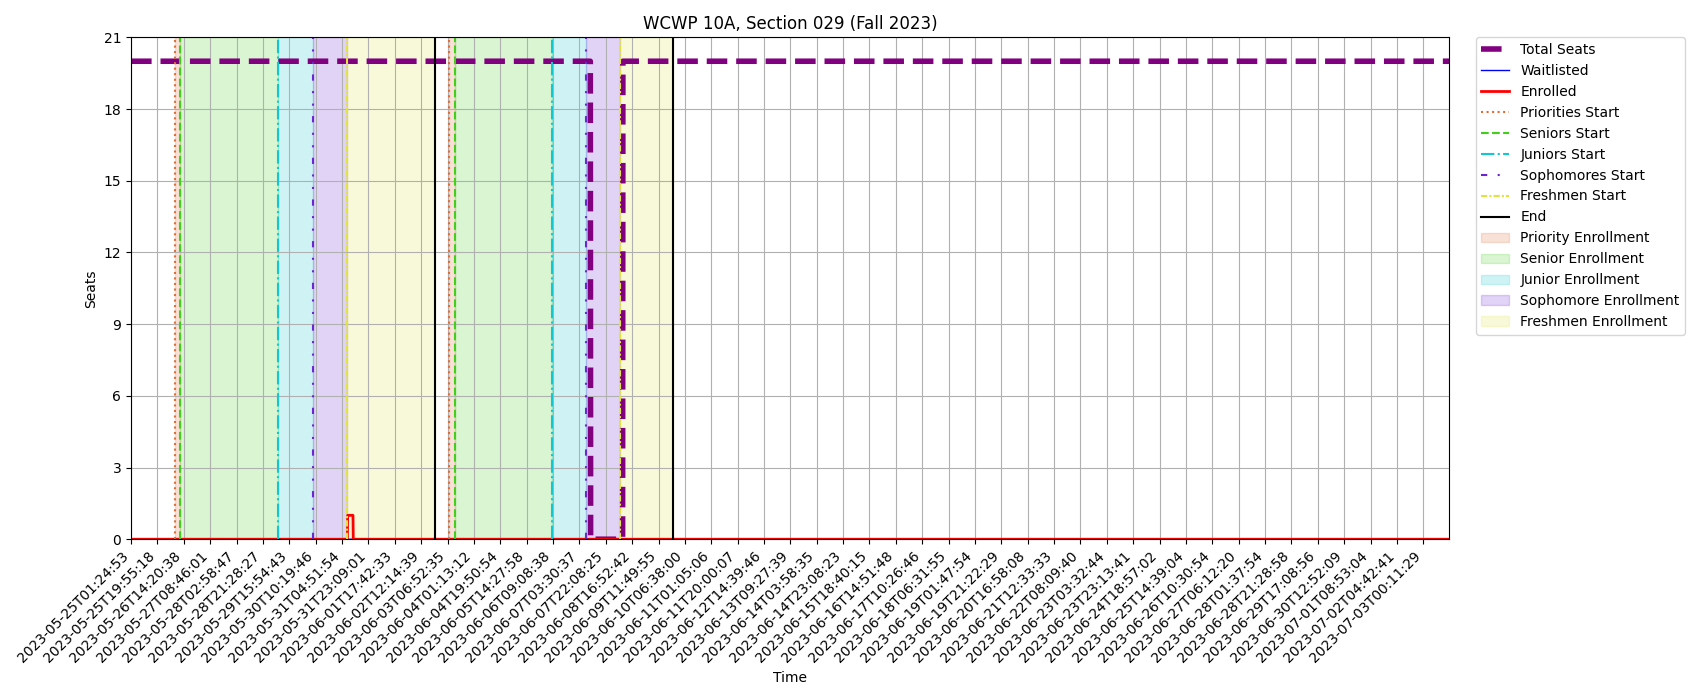 WCWP 10A, Section 029 (Fall 2023)
21
18
15
12
9
6
3
0
Seats
2023-05-25T01:24:53
2023-05-25T19:55:18
2023-05-26T14:20:38
2023-05-27T08:46:01
2023-05-28T02:58:47
2023-05-28T21:28:27
2023-05-29T15:54:43
2023-05-30T10:19:46
2023-05-31T04:51:54
2023-05-31T23:09:01
2023-06-01T17:42:33
2023-06-02T12:14:39
2023-06-03T06:52:35
2023-06-04T01:13:12
2023-06-04T19:50:54
2023-06-05T14:27:58
2023-06-06T09:08:38
2023-06-07T03:30:37
2023-06-07T22:08:25
2023-06-08T16:52:42
2023-06-09T11:49:55
2023-06-10T06:38:00
2023-06-11T01:05:06
2023-06-11T20:00:07
2023-06-12T14:39:46
2023-06-13T09:27:39
2023-06-14T03:58:35
2023-06-14T23:08:23
2023-06-15T18:40:15
2023-06-16T14:51:48
2023-06-17T10:26:46
2023-06-18T06:31:55
2023-06-19T01:47:54
2023-06-19T21:22:29
2023-06-20T16:58:08
2023-06-21T12:33:33
2023-06-22T08:09:40
2023-06-23T03:32:44
2023-06-23T23:13:41
2023-06-24T18:57:02
2023-06-25T14:39:04
2023-06-26T10:30:54
2023-06-27T06:12:20
2023-06-28T01:37:54
2023-06-28T21:28:58
2023-06-29T17:08:56
2023-06-30T12:52:09
2023-07-01T08:53:04
2023-07-02T04:42:41
2023-07-03T00:11:29
Time
Total Seats
Waitlisted
Enrolled
Priorities Start
Seniors Start
Juniors Start
Sophomores Start
Freshmen Start
End
Priority Enrollment
Senior Enrollment
Junior Enrollment
Sophomore Enrollment
Freshmen Enrollment